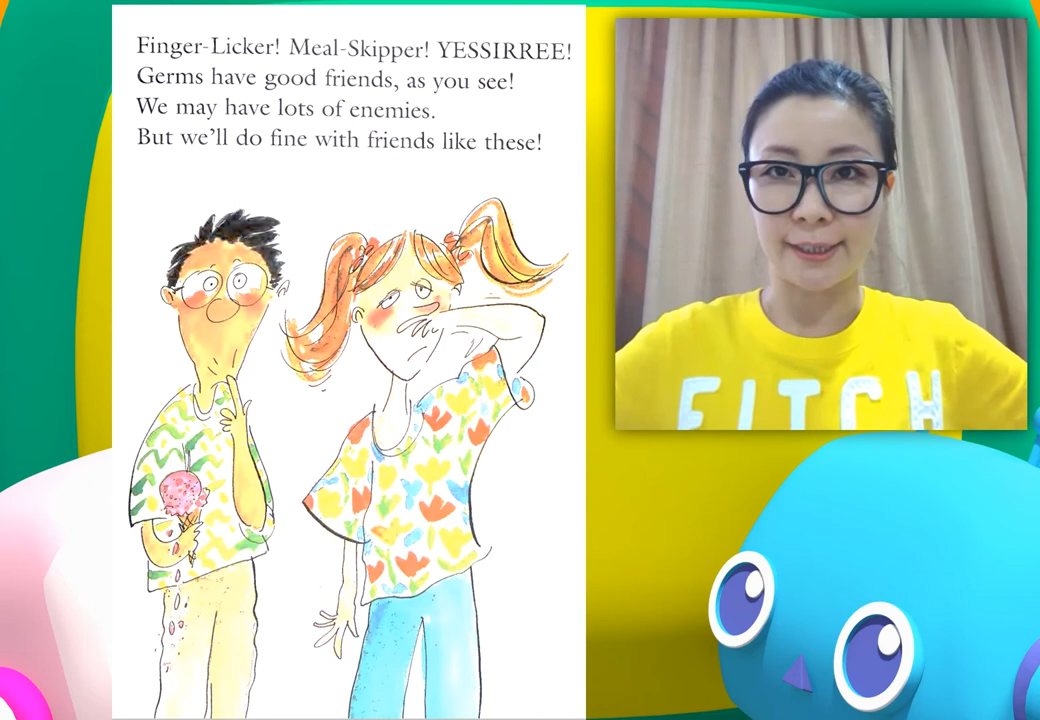 Finger-Licker! Meal-Skipper! YESSIRREE!
Germs have good friends, as you see!
We may have lots of enemies.
But we'll do fine with friends like these!
FITCH